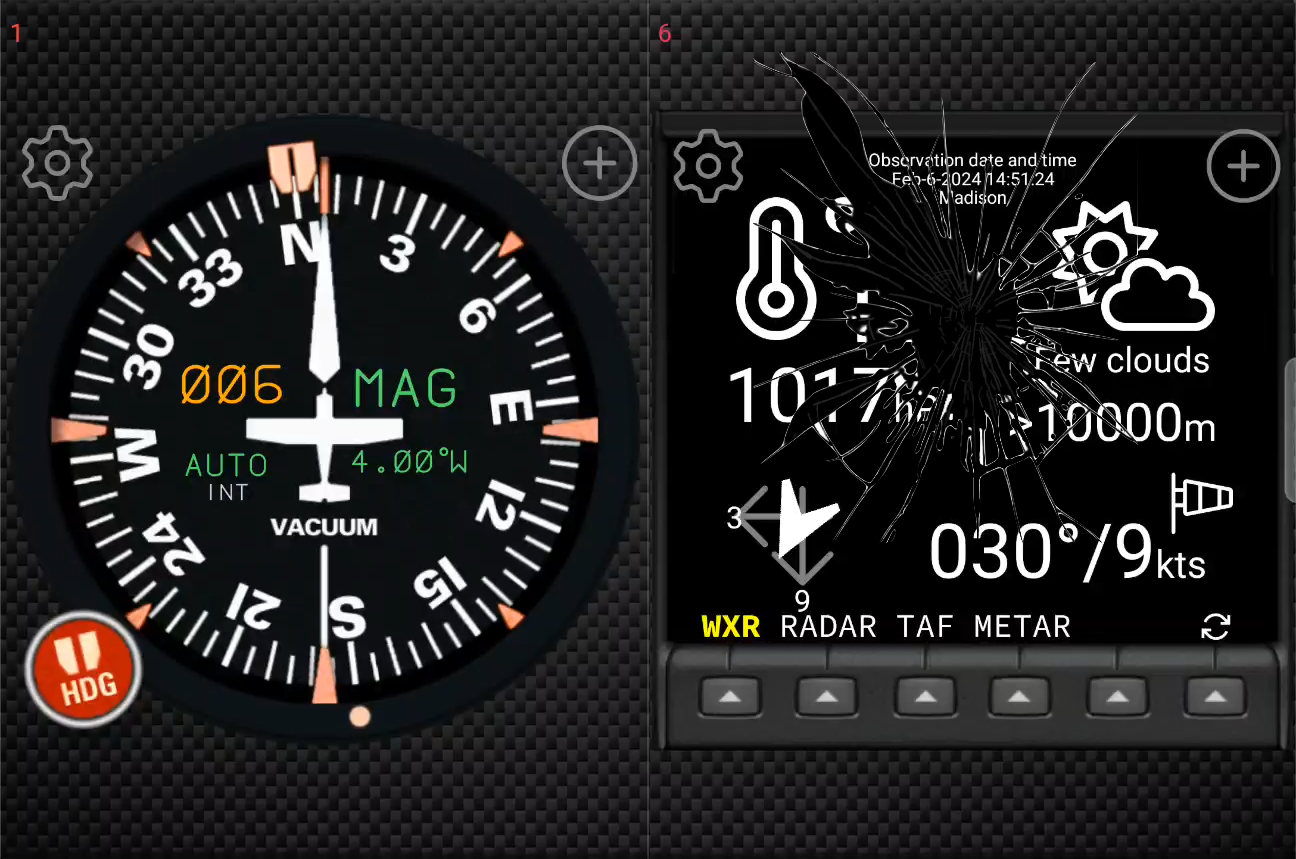 1
N
3
6
E
12
15
S
21
24
W
30
33
006
MAG
AUTO
4.00°W
INT
VACUUM
HDG
6
Observation date and time
Feb-6-2024 14:51:24
Madison
Few clouds
1017hPa
>10000m
3
030°/9kts
9
WXR RADAR TAF METAR